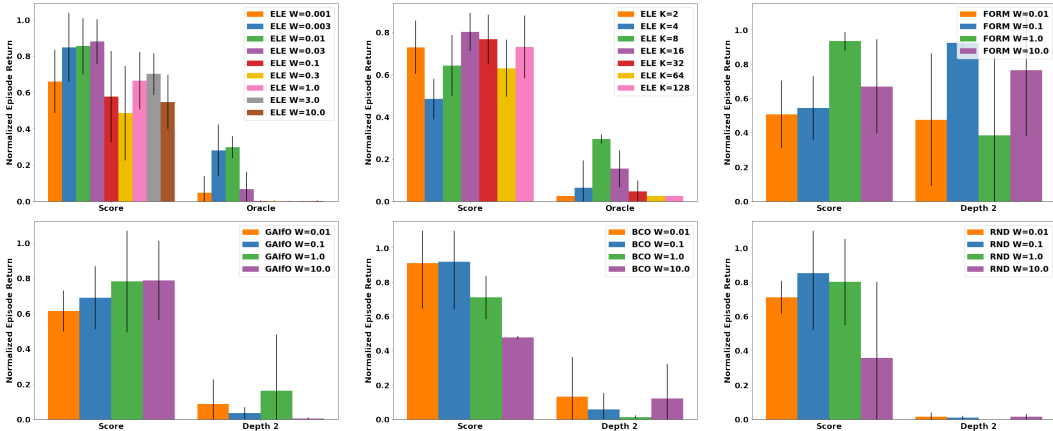 Normalized Episode Return
1.0
0.8
0.6
0.4
0.2
0.0
Score
Oracle
ELE W=0.001
ELE W=0.003
ELE W=0.01
ELE W=0.03
ELE W=0.1
ELE W=0.3
ELE W=1.0
ELE W=3.0
ELE W=10.0
Normalized Episode Return
0.8
0.6
0.4
0.2
0.0
Score
Oracle
ELE K=2
ELE K=4
ELE K=8
ELE K=16
ELE K=32
ELE K=64
ELE K=128
Normalized Episode Return
1.0
0.8
0.6
0.4
0.2
0.0
Score
Depth 2
FORM W=0.01
FORM W=0.1
FORM W=1.0
FORM W=10.0
Normalized Episode Return
1.0
0.8
0.6
0.4
0.2
0.0
Score
Depth 2
GAIfO W=0.01
GAIfO W=0.1
GAIfO W=1.0
GAIfO W=10.0
Normalized Episode Return
1.0
0.8
0.6
0.4
0.2
0.0
Score
Depth 2
BCO W=0.01
BCO W=0.1
BCO W=1.0
BCO W=10.0
Normalized Episode Return
1.0
0.8
0.6
0.4
0.2
0.0
Score
Depth 2
RND W=0.01
RND W=0.1
RND W=1.0
RND W=10.0